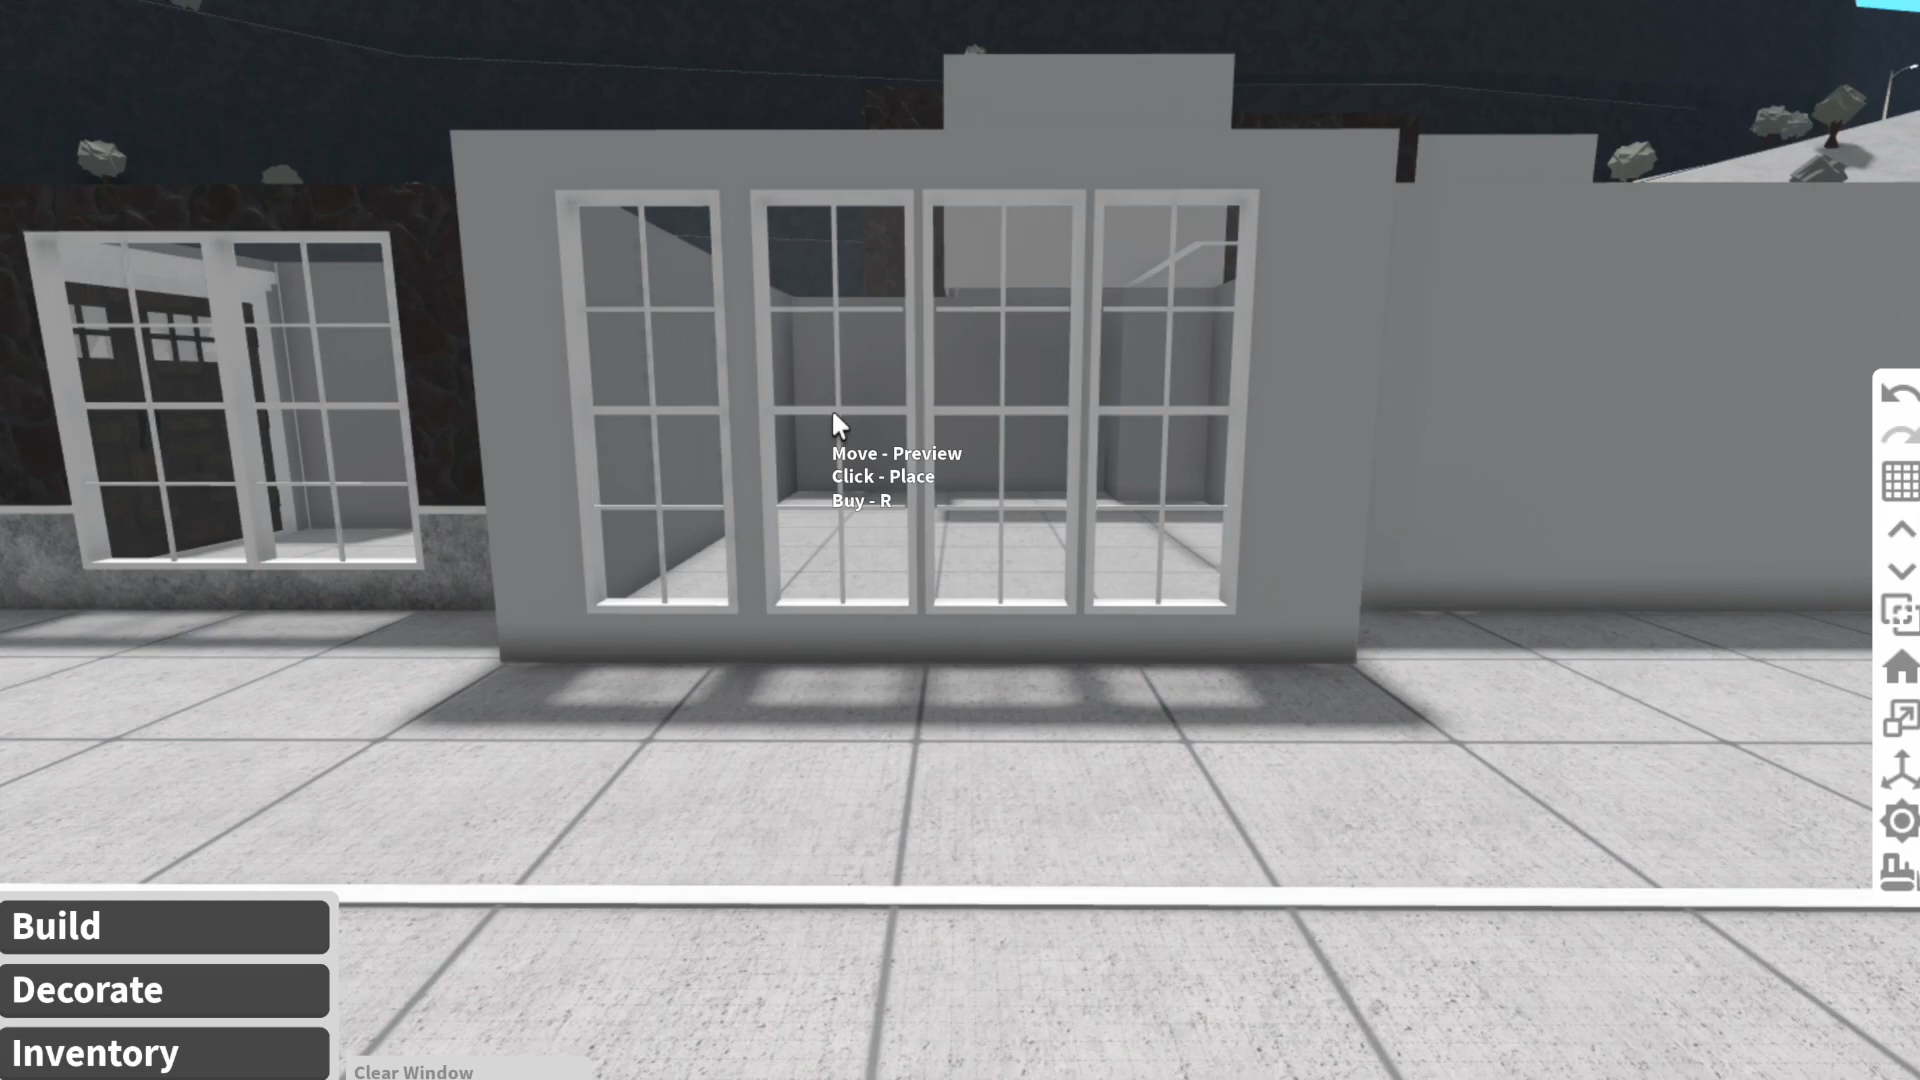 Move - Preview
Click - Place
Buy - R
Build
Decorate
Inventory
Clear Window